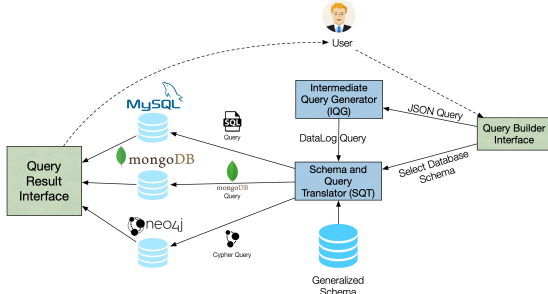 User
Intermediate
Query Generator
(IQG)
JSON Query
MySQL
SQL
Query
DataLog Query
Query Builder
Interface
mongoDB
Query
Result
Interface
mongoDB
Query
Schema and
Query
Translator (SQT)
Select Database
Schema
neo4j
Cypher Query
Generalized
Schema